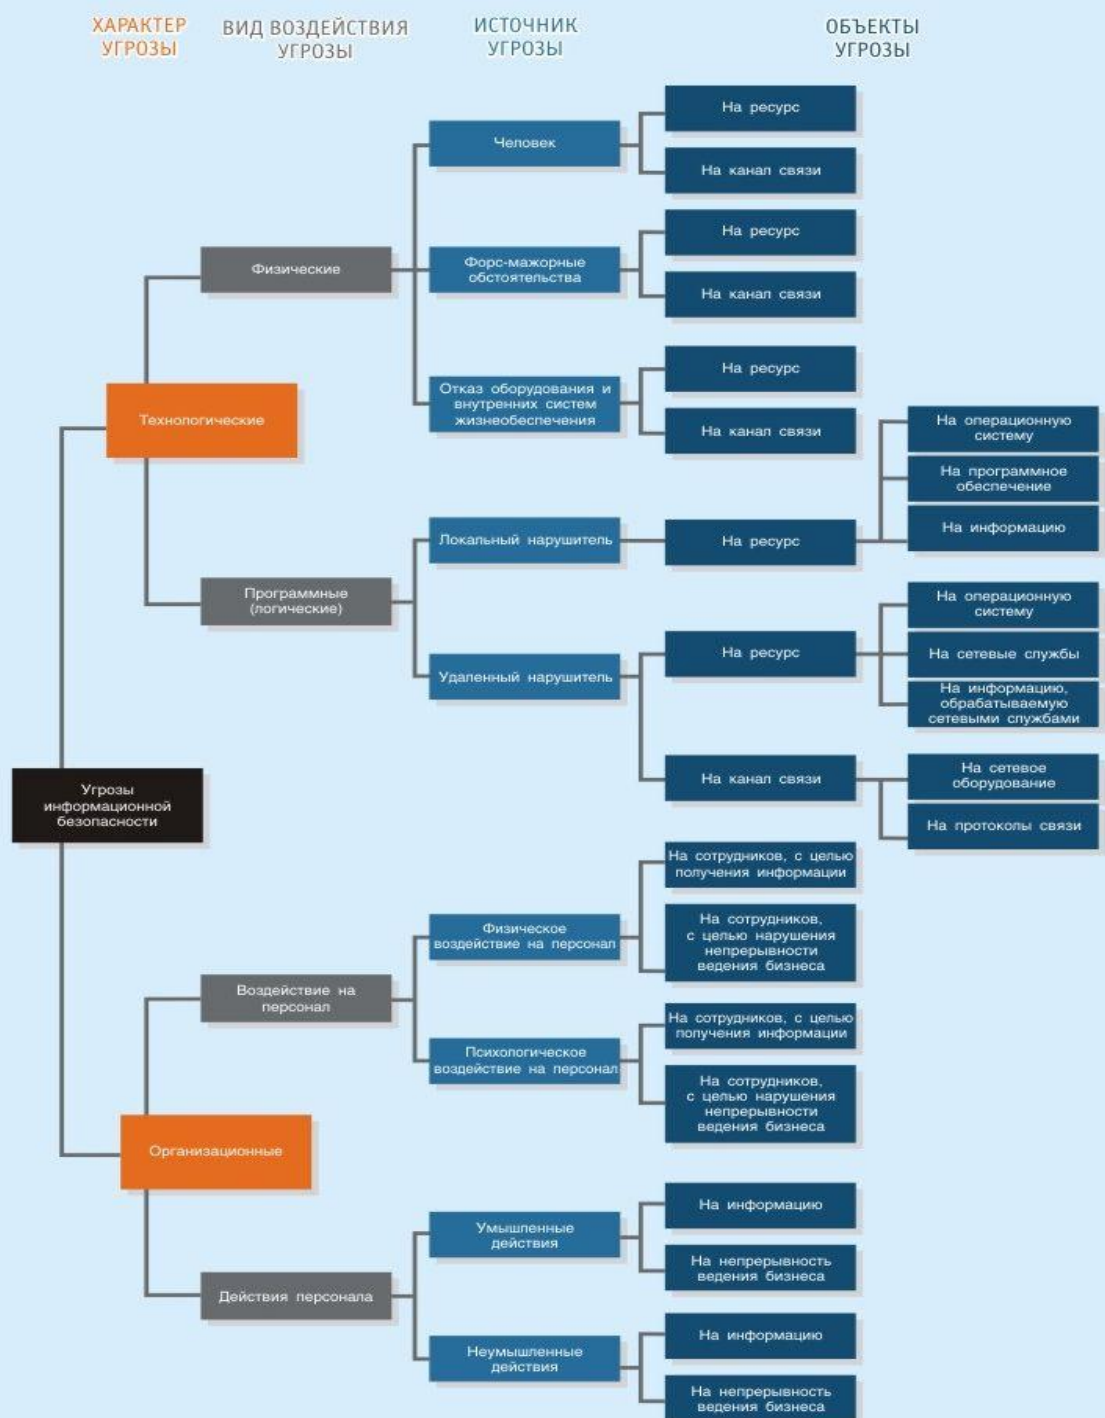 ХАРАКТЕР
УГРОЗЫ
ВИД ВОЗДЕЙСТВИЯ
УГРОЗЫ
ИСТОЧНИК
УГРОЗЫ
ОБЪЕКТЫ
УГРОЗЫ
Угрозы
информационной
безопасности
Технологические
Физические
Человек
На ресурс
На канал связи
Форс-мажорные
обстоятельства
На ресурс
На канал связи
Отказ оборудования и
внутренних систем
жизнеобеспечения
На ресурс
На канал связи
Программные
(логические)
Локальный нарушитель
На ресурс
На операционную
систему
На программное
обеспечение
На информацию
Удаленный нарушитель
На ресурс
На операционную
систему
На сетевые службы
На информацию,
обрабатываемую
сетевыми службами
На канал связи
На сетевое
оборудование
На протоколы связи
Организационные
Воздействие на
персонал
Физическое
воздействие на персонал
На сотрудников, с целью
получения информации
На сотрудников,
с целью нарушения
непрерывности
ведения бизнеса
Психологическое
воздействие на персонал
На сотрудников, с целью
получения информации
На сотрудников,
с целью нарушения
непрерывности
ведения бизнеса
Действия персонала
Умышленные
действия
На информацию
На непрерывность
ведения бизнеса
Неумышленные
действия
На информацию
На непрерывность
ведения бизнеса